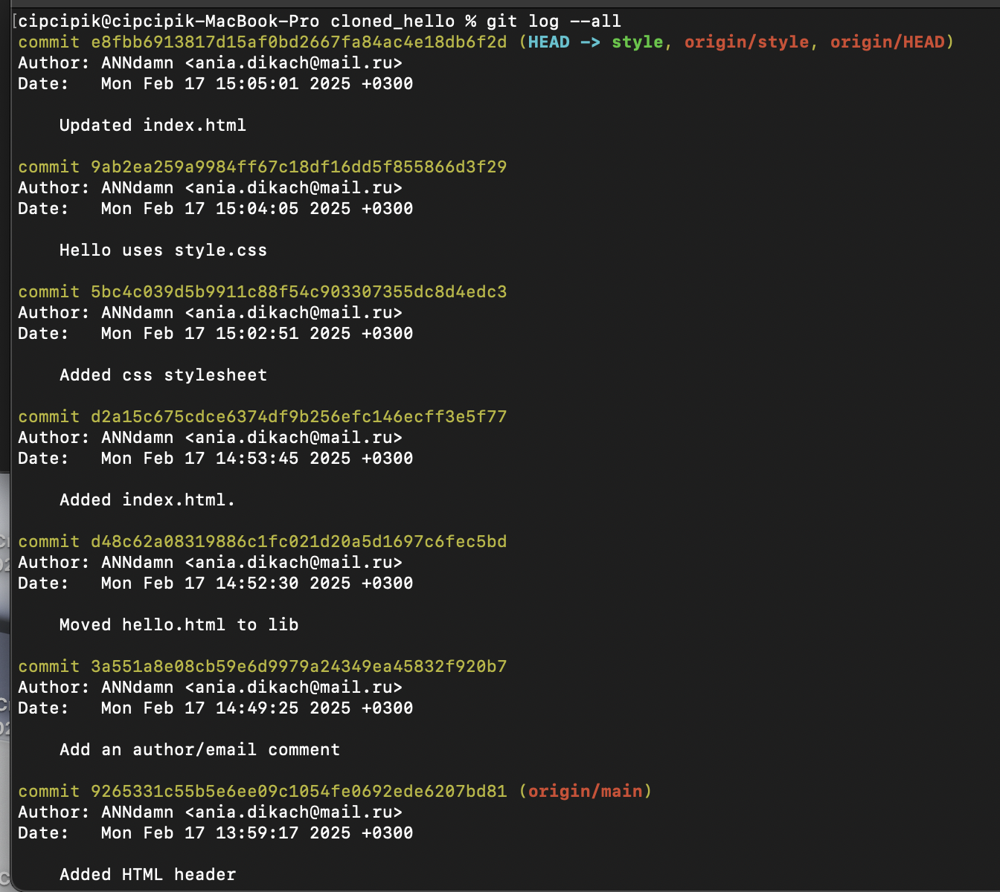 cipcipik@cipcipik-MacBook-Pro cloned_hello % git log --all
commit e8fbb6913817d15af0bd2667fa84ac4e18db6f2d (HEAD -> style, origin/style, origin/HEAD)
Author: ANNdamn <ania.dikach@mail.ru>
Date:   Mon Feb 17 15:05:01 2025 +0300
Updated index.html
commit 9ab2ea259a9984ff67c18df16dd5f855866d3f29
Author: ANNdamn <ania.dikach@mail.ru>
Date:   Mon Feb 17 15:04:05 2025 +0300
Hello uses style.css
commit 5bc4c039d5b9911c88f54c903307355dc8d4edc3
Author: ANNdamn <ania.dikach@mail.ru>
Date:   Mon Feb 17 15:02:51 2025 +0300
Added css stylesheet
commit d2a15c675cdce6374df9b256efc146ecff3e5f77
Author: ANNdamn <ania.dikach@mail.ru>
Date:   Mon Feb 17 14:53:45 2025 +0300
Added index.html.
commit d48c62a08319886c1fc021d20a5d1697c6fec5bd
Author: ANNdamn <ania.dikach@mail.ru>
Date:   Mon Feb 17 14:52:30 2025 +0300
Moved hello.html to lib
commit 3a551a8e08cb59e6d9979a24349ea45832f920b7
Author: ANNdamn <ania.dikach@mail.ru>
Date:   Mon Feb 17 14:49:25 2025 +0300
Add an author/email comment
commit 9265331c55b5e6ee09c1054fe0692ede6207bd81 (origin/main)
Author: ANNdamn <ania.dikach@mail.ru>
Date:   Mon Feb 17 13:59:17 2025 +0300
Added HTML header